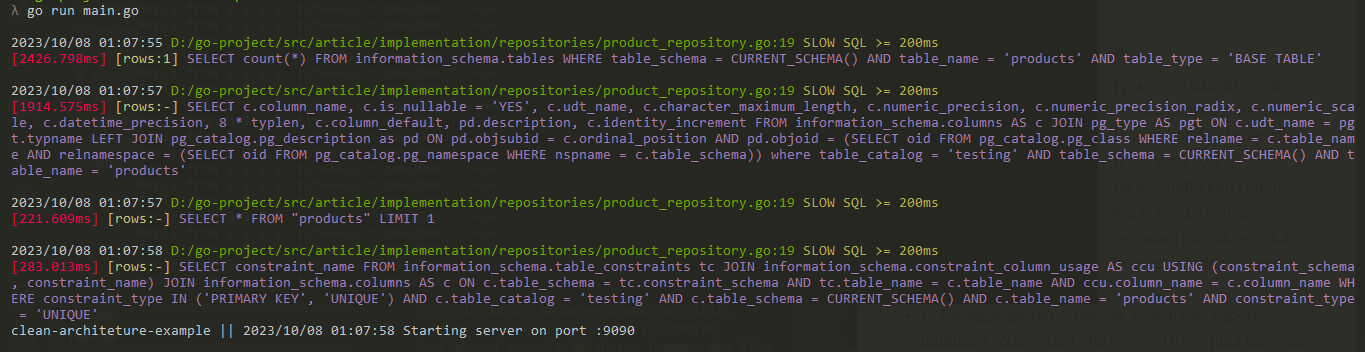 λ go run main.go
2023/10/08 01:07:55 D:/go-project/src/article/implementation/repositories/product_repository.go:19 SLOW SQL >= 200ms
[2426.798ms] [rows:1] SELECT count(*) FROM information_schema.tables WHERE table_schema = CURRENT_SCHEMA() AND table_name = 'products' AND table_type = 'BASE TABLE'
2023/10/08 01:07:57 D:/go-project/src/article/implementation/repositories/product_repository.go:19 SLOW SQL >= 200ms
[1914.575ms] [rows:-] SELECT c.column_name, c.is_nullable = 'YES', c.udt_name, c.character_maximum_length, c.numeric_precision, c.numeric_precision_radix, c.numeric_sca
le, c.datetime_precision, 8 * typlen, c.column_default, pd.description, c.identity_increment FROM information_schema.columns AS c JOIN pg_type AS pgt ON c.udt_name = pg
t.typname LEFT JOIN pg_catalog.pg_description as pd ON pd.objsubid = c.ordinal_position AND pd.objoid = (SELECT oid FROM pg_catalog.pg_class WHERE relname = c.table_nam
e AND relnamespace = (SELECT oid FROM pg_catalog.pg_namespace WHERE nspname = c.table_schema)) where table_catalog = 'testing' AND table_schema = CURRENT_SCHEMA() AND t
able_name = 'products'
2023/10/08 01:07:57 D:/go-project/src/article/implementation/repositories/product_repository.go:19 SLOW SQL >= 200ms
[221.609ms] [rows:-] SELECT * FROM "products" LIMIT 1
2023/10/08 01:07:58 D:/go-project/src/article/implementation/repositories/product_repository.go:19 SLOW SQL >= 200ms
[283.013ms] [rows:-] SELECT constraint_name FROM information_schema.table_constraints tc JOIN information_schema.constraint_column_usage AS ccu USING (constraint_schema
, constraint_name) JOIN information_schema.columns AS c ON c.table_schema = tc.constraint_schema AND tc.table_name = c.table_name AND ccu.column_name = c.column_name WH
ERE constraint_type IN ('PRIMARY KEY', 'UNIQUE') AND c.table_catalog = 'testing' AND c.table_schema = CURRENT_SCHEMA() AND c.table_name = 'products' AND constraint_type
 = 'UNIQUE'
clean-architeture-example || 2023/10/08 01:07:58 Starting server on port :9090